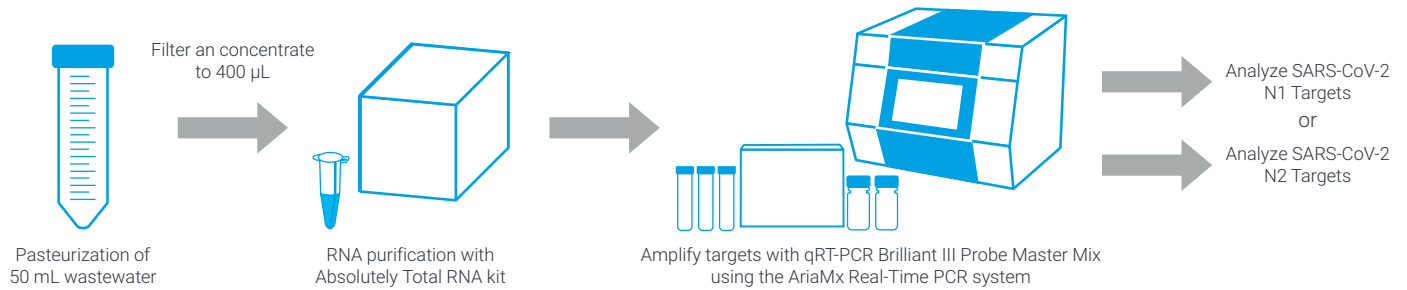 Filter an concentrate
to 400 µL
Pasteurization of
50 mL wastewater
RNA purification with
Absolutely Total RNA kit
Amplify targets with qRT-PCR Brilliant III Probe Master Mix
using the AriaMx Real-Time PCR system
Analyze SARS-CoV-2
N1 Targets
or
Analyze SARS-CoV-2
N2 Targets